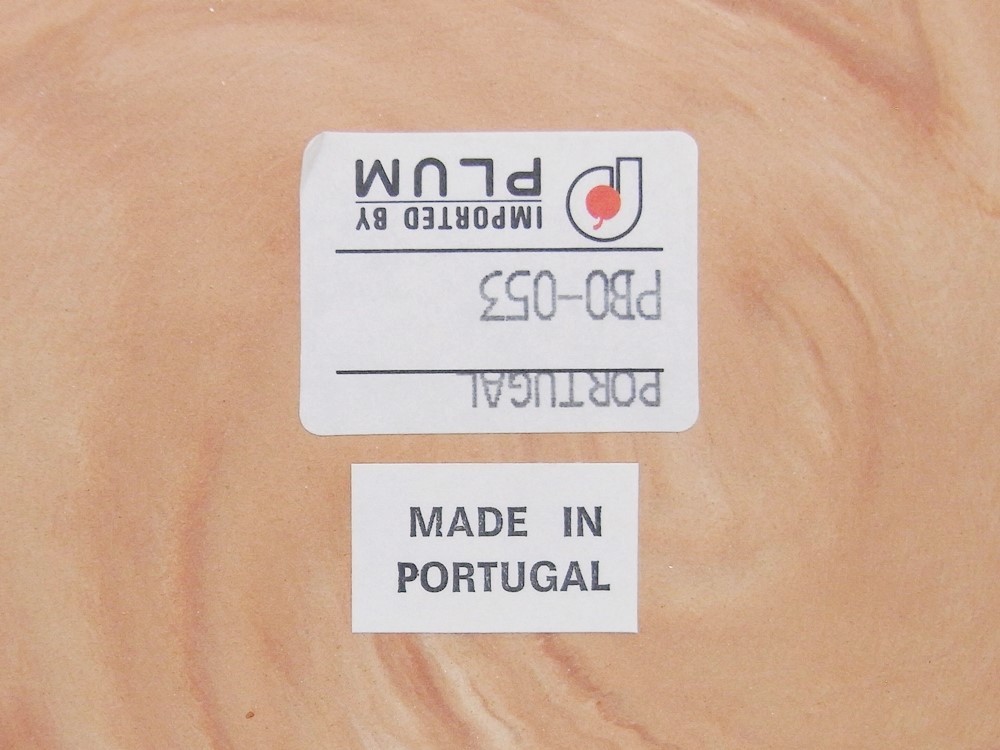 PORTUGAL
PBO-053
IMPORTED BY
PLUM
MADE IN
PORTUGAL